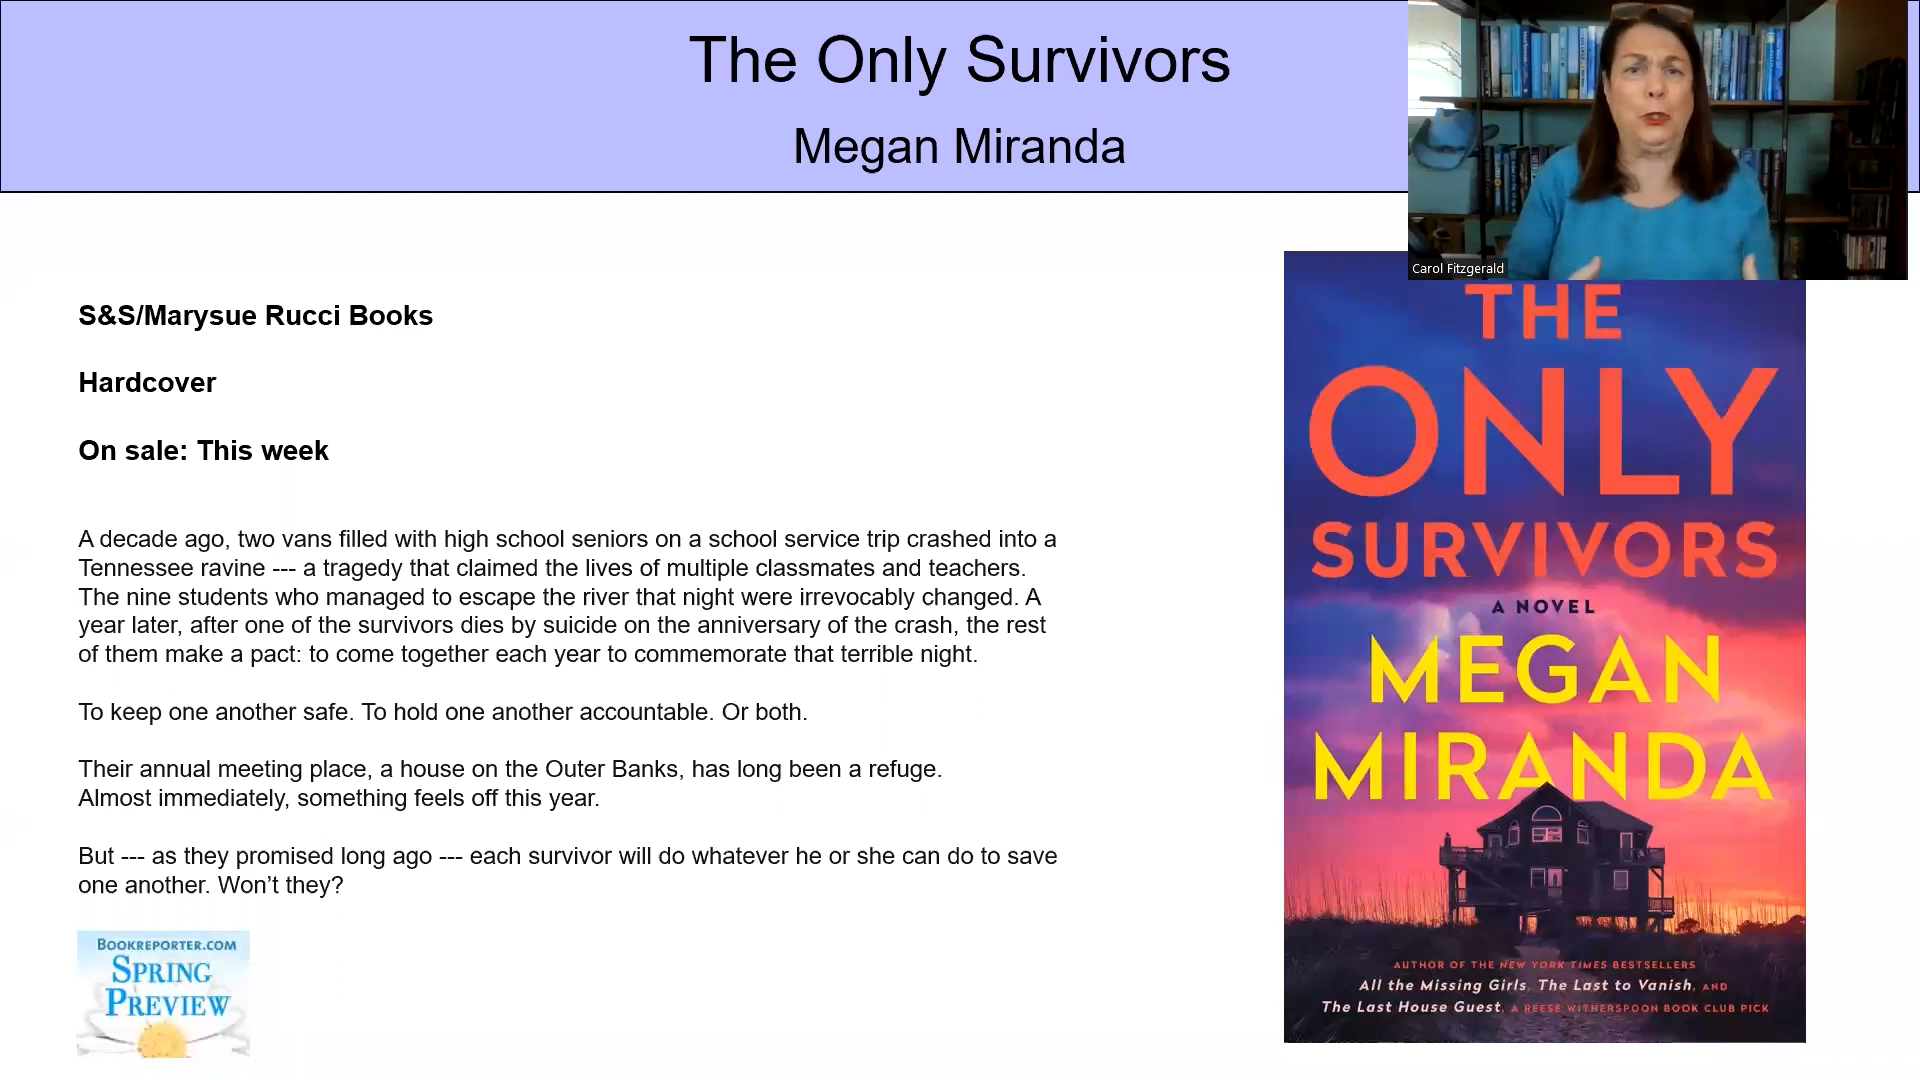 The Only Survivors
Megan Miranda
Carol Fitzgerald
S&S/Marysue Rucci Books
Hardcover
On sale: This week
A decade ago, two vans filled with high school seniors on a school service trip crashed into a
Tennessee ravine --- a tragedy that claimed the lives of multiple classmates and teachers.
The nine students who managed to escape the river that night were irrevocably changed. A
year later, after one of the survivors dies by suicide on the anniversary of the crash, the rest
of them make a pact: to come together each year to commemorate that terrible night.
To keep one another safe. To hold one another accountable. Or both.
Their annual meeting place, a house on the Outer Banks, has long been a refuge.
Almost immediately, something feels off this year.
But --- as they promised long ago --- each survivor will do whatever he or she can do to save
one another. Won’t they?
BOOKREPORTER.COM
SPRING
PREVIEW
THE
ONLY
SURVIVORS
A NOVEL
MEGAN
MIRANDA
AUTHOR OF THE NEW YORK TIMES BESTSELLERS
All the Missing Girls, The Last to Vanish, AND
The Last House Guest, A REESE WITHERSPOON BOOK CLUB PICK